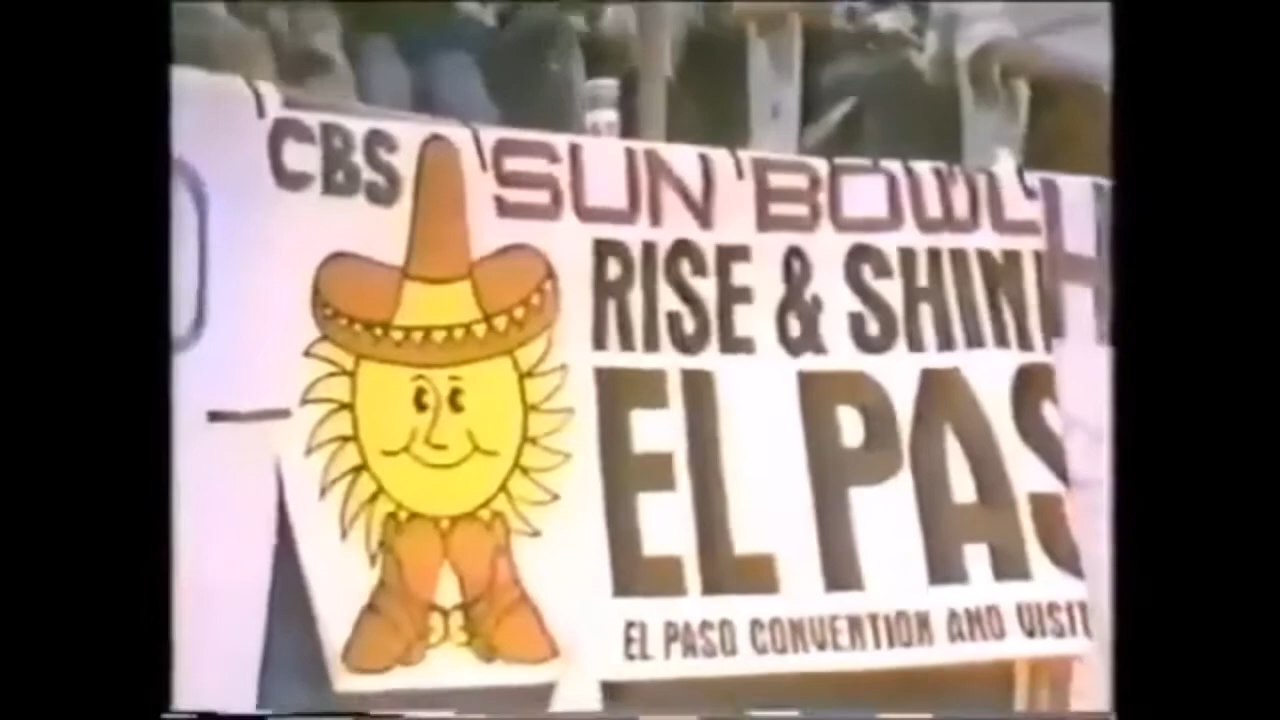 CBS SUN BOWL
RISE & SHIN
EL PAS
EL PASO CONVENTION AND VISIT